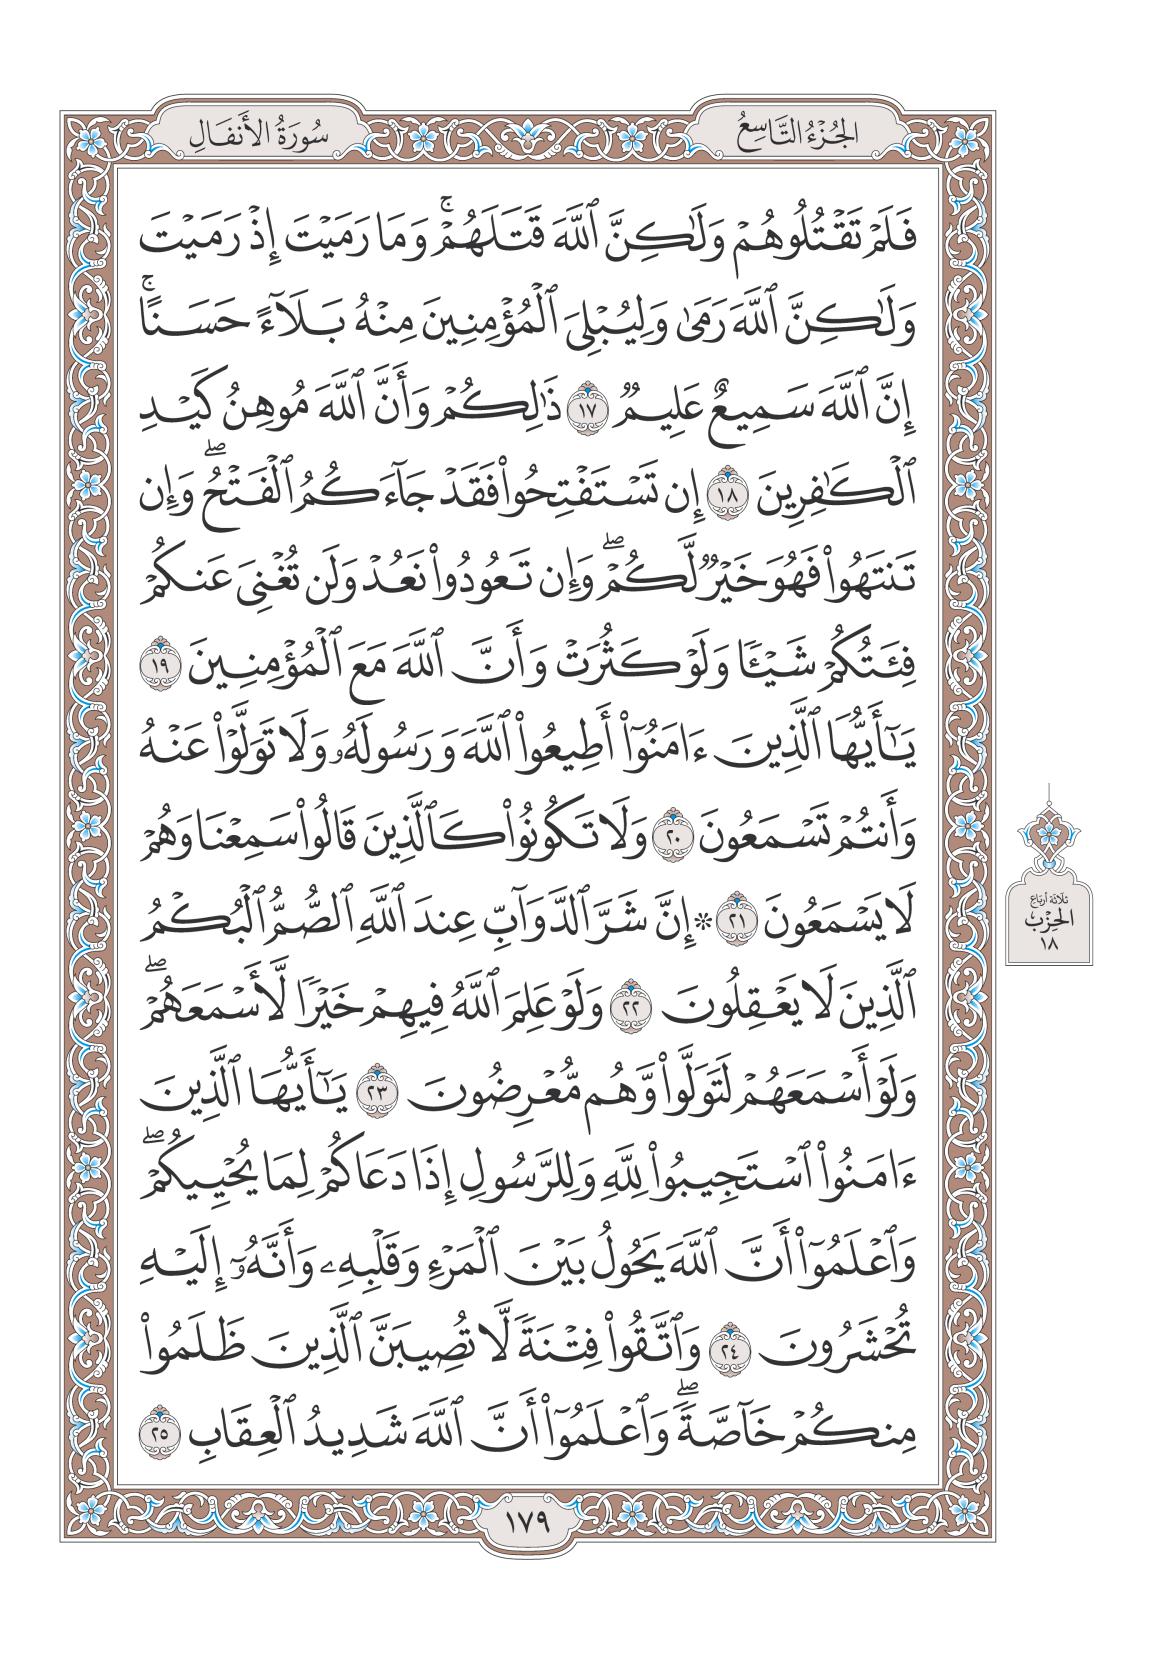 الجُزْءُ التَّاسِعُ
سُورَةُ الأَنفَالِ
فَلَمْ تَقْتُلُوهُمْ وَلَٰكِنَّ ٱللَّهَ قَتَلَهُمْۚ وَمَا رَمَيْتَ إِذْ رَمَيْتَ
وَلَٰكِنَّ ٱللَّهَ رَمَىٰ وَلِيُبْلِىَ ٱلْمُؤْمِنِينَ مِنْهُ بَلَآءً حَسَنًاۚ
إِنَّ ٱللَّهَ سَمِيعٌ عَلِيمٌ ١٧ ذَٰلِكُمْ وَأَنَّ ٱللَّهَ مُوهِنُ كَيْدِ
ٱلْكَٰفِرِينَ ١٨ إِن تَسْتَفْتِحُوا۟ فَقَدْ جَآءَكُمُ ٱلْفَتْحُۖ وَإِن
تَنتَهُوا۟ فَهُوَ خَيْرٌ لَّكُمْۖ وَإِن تَعُودُوا۟ نَعُدْ وَلَن تُغْنِىَ عَنكُمْ
فِئَتُكُمْ شَيْـًٔا وَلَوْ كَثُرَتْ وَأَنَّ ٱللَّهَ مَعَ ٱلْمُؤْمِنِينَ ١٩
يَٰٓأَيُّهَا ٱلَّذِينَ ءَامَنُوٓا۟ أَطِيعُوا۟ ٱللَّهَ وَرَسُولَهُۥ وَلَا تَوَلَّوْا۟ عَنْهُ
وَأَنتُمْ تَسْمَعُونَ ٢٠ وَلَا تَكُونُوا۟ كَٱلَّذِينَ قَالُوا۟ سَمِعْنَا وَهُمْ
لَا يَسْمَعُونَ ٢١ ۞ إِنَّ شَرَّ ٱلدَّوَآبِّ عِندَ ٱللَّهِ ٱلصُّمُّ ٱلْبُكْمُ
ٱلَّذِينَ لَا يَعْقِلُونَ ٢٢ وَلَوْ عَلِمَ ٱللَّهُ فِيهِمْ خَيْرًا لَّأَسْمَعَهُمْۖ
وَلَوْ أَسْمَعَهُمْ لَتَوَلَّوا۟ وَّهُم مُّعْرِضُونَ ٢٣ يَٰٓأَيُّهَا ٱلَّذِينَ
ءَامَنُوا۟ ٱسْتَجِيبُوا۟ لِلَّهِ وَلِلرَّسُولِ إِذَا دَعَاكُمْ لِمَا يُحْيِيكُمْۖ
وَٱعْلَمُوٓا۟ أَنَّ ٱللَّهَ يَحُولُ بَيْنَ ٱلْمَرْءِ وَقَلْبِهِۦ وَأَنَّهُۥٓ إِلَيْهِ
تُحْشَرُونَ ٢٤ وَٱتَّقُوا۟ فِتْنَةً لَّا تُصِيبَنَّ ٱلَّذِينَ ظَلَمُوا۟
مِنكُمْ خَآصَّةًۖ وَٱعْلَمُوٓا۟ أَنَّ ٱللَّهَ شَدِيدُ ٱلْعِقَابِ ٢٥
ثلاثة أرباع
الحِزْب
١٨
١٧٩